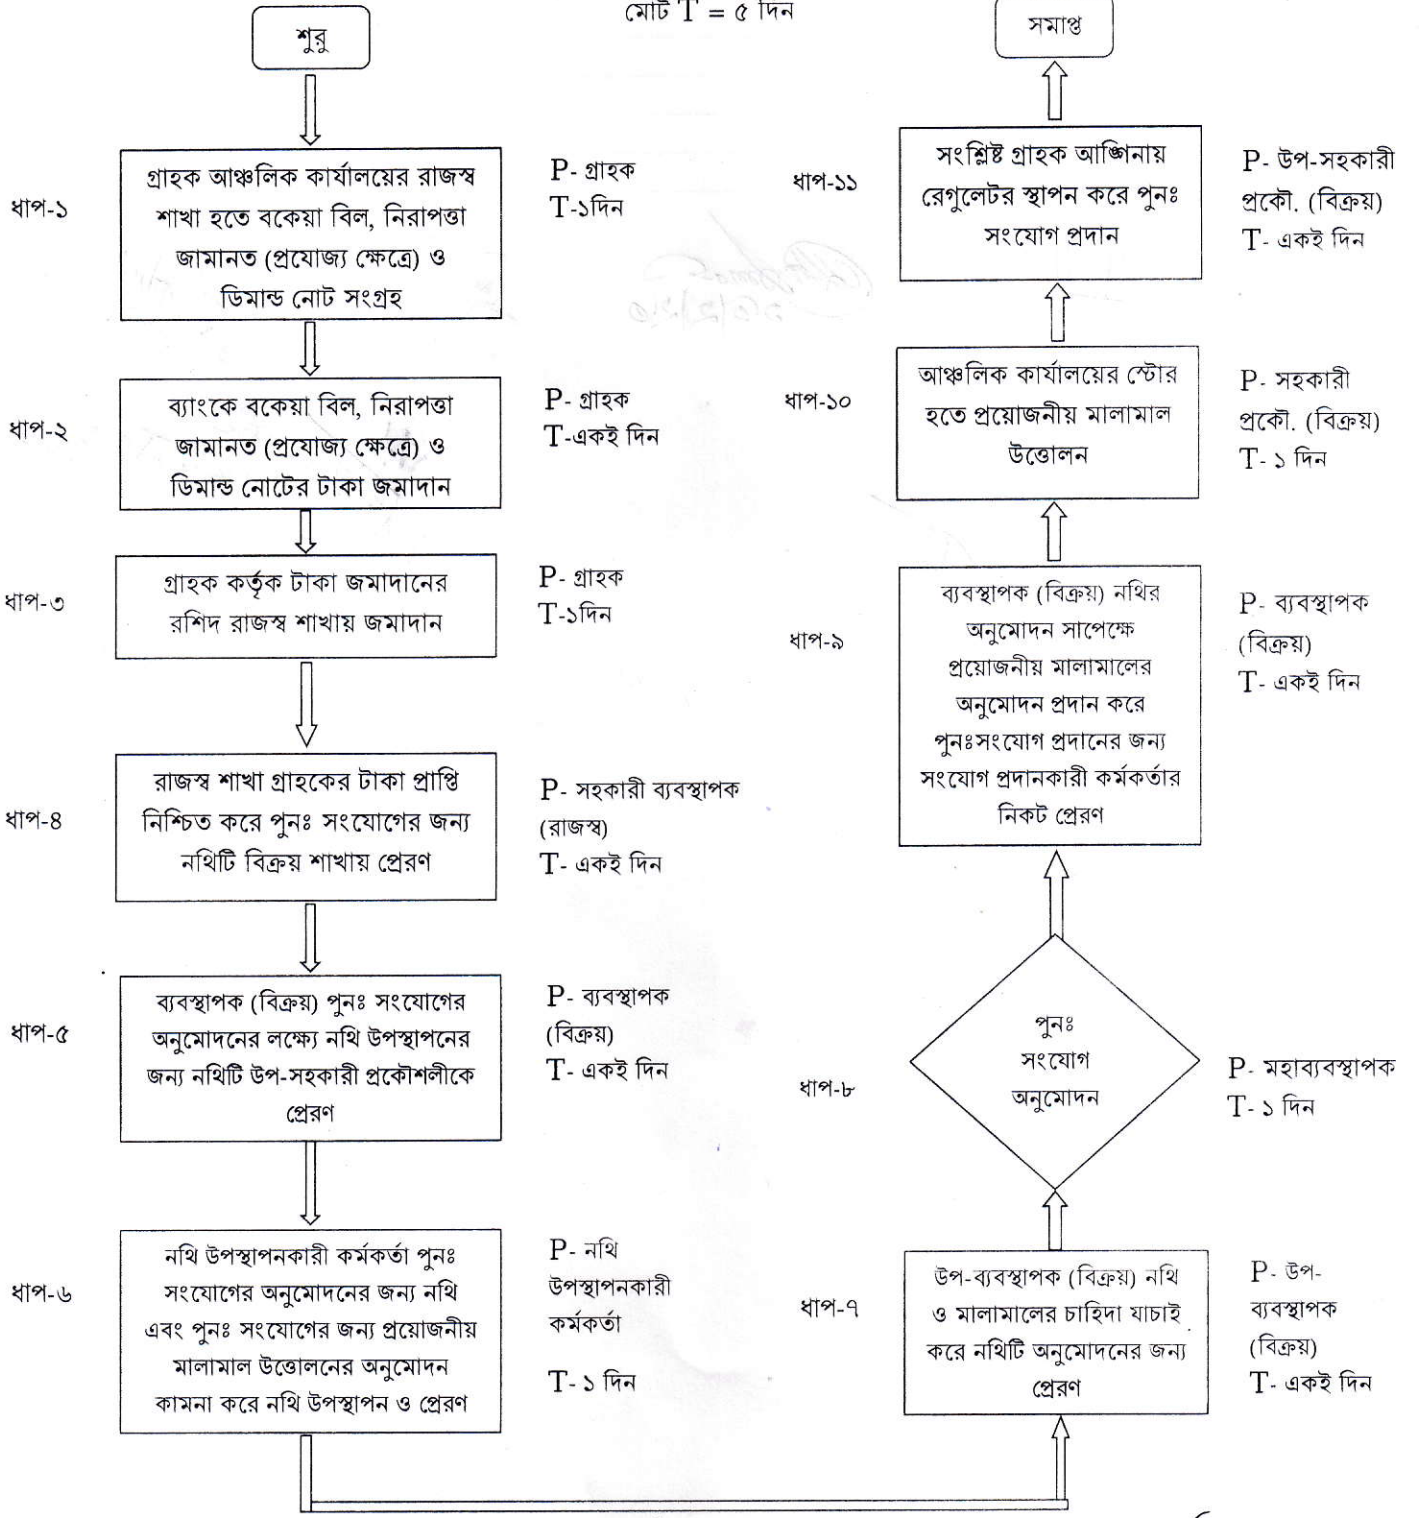 মোট T = ৫ দিন
শুরু
ধাপ-১
গ্রাহক আঞ্চলিক কার্যালয়ের রাজস্ব
শাখা হতে বকেয়া বিল, নিরাপত্তা
জামানত (প্রযোজ্য ক্ষেত্রে) ও
ডিমান্ড নোট সংগ্রহ
P- গ্রাহক
T-১দিন
ধাপ-২
ব্যাংকে বকেয়া বিল, নিরাপত্তা
জামানত (প্রযোজ্য ক্ষেত্রে) ও
ডিমান্ড নোটের টাকা জমাদান
P- গ্রাহক
T-একই দিন
ধাপ-৩
গ্রাহক কর্তৃক টাকা জমাদানের
রশিদ রাজস্ব শাখায় জমাদান
P- গ্রাহক
T-১দিন
ধাপ-৪
রাজস্ব শাখা গ্রাহকের টাকা প্রাপ্তি
নিশ্চিত করে পুনঃ সংযোগের জন্য
নথিটি বিক্রয় শাখায় প্রেরণ
P- সহকারী ব্যবস্থাপক
(রাজস্ব)
T- একই দিন
ধাপ-৫
ব্যবস্থাপক (বিক্রয়) পুনঃ সংযোগের
অনুমোদনের লক্ষ্যে নথি উপস্থাপনের
জন্য নথিটি উপ-সহকারী প্রকৌশলীকে
প্রেরণ
P- ব্যবস্থাপক
(বিক্রয়)
T- একই দিন
ধাপ-৬
নথি উপস্থাপনকারী কর্মকর্তা পুনঃ
সংযোগের অনুমোদনের জন্য নথি
এবং পুনঃ সংযোগের জন্য প্রয়োজনীয়
মালামাল উত্তোলনের অনুমোদন
কামনা করে নথি উপস্থাপন ও প্রেরণ
P- নথি
উপস্থাপনকারী
কর্মকর্তা
T- ১ দিন
ধাপ-৭
উপ-ব্যবস্থাপক (বিক্রয়) নথি
ও মালামালের চাহিদা যাচাই
করে নথিটি অনুমোদনের জন্য
প্রেরণ
P- উপ-
ব্যবস্থাপক
(বিক্রয়)
T- একই দিন
ধাপ-৮
পুনঃ
সংযোগ
অনুমোদন
P- মহাব্যবস্থাপক
T- ১ দিন
ধাপ-৯
ব্যবস্থাপক (বিক্রয়) নথির
অনুমোদন সাপেক্ষে
প্রয়োজনীয় মালামালের
অনুমোদন প্রদান করে
পুনঃসংযোগ প্রদানের জন্য
সংযোগ প্রদানকারী কর্মকর্তার
নিকট প্রেরণ
P- ব্যবস্থাপক
(বিক্রয়)
T- একই দিন
ধাপ-১০
আঞ্চলিক কার্যালয়ের স্টোর
হতে প্রয়োজনীয় মালামাল
উত্তোলন
P- সহকারী
প্রকৌ. (বিক্রয়)
T- ১ দিন
ধাপ-১১
সংশ্লিষ্ট গ্রাহক আঙ্গিনায়
রেগুলেটর স্থাপন করে পুনঃ
সংযোগ প্রদান
P- উপ-সহকারী
প্রকৌ. (বিক্রয়)
T- একই দিন
সমাপ্ত